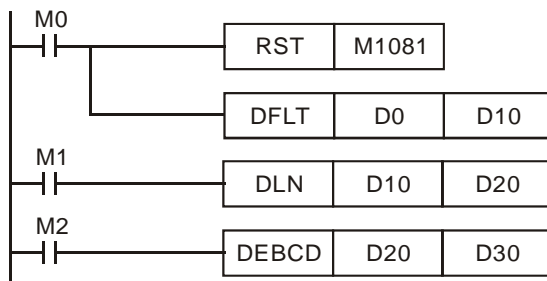 M0
RST M1081
DFLT D0 D10
M1
DLN D10 D20
M2
DEBCD D20 D30